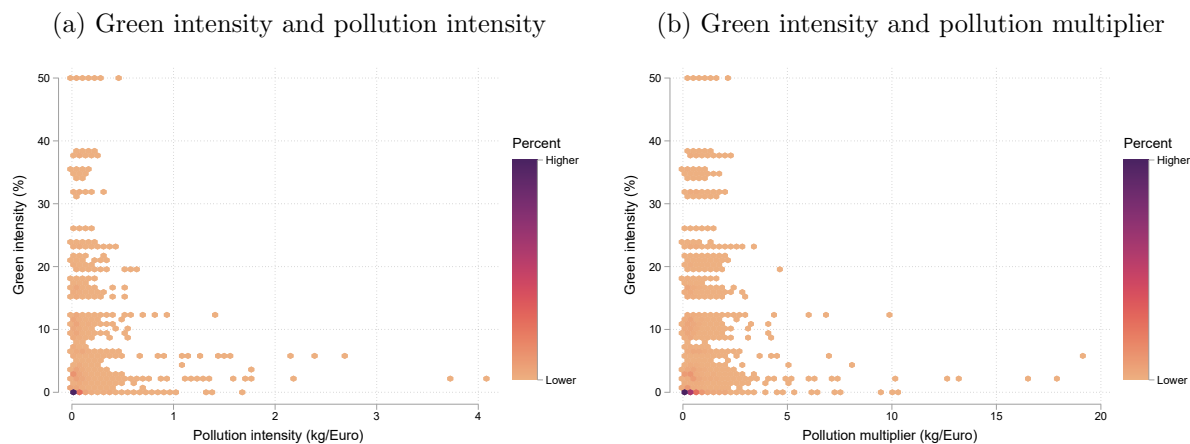 (a) Green intensity and pollution intensity
50
40
30
20
10
0
Green intensity (%)
0 1 2 3 4
Pollution intensity (kg/Euro)
Percent
Higher
Lower
(b) Green intensity and pollution multiplier
50
40
30
20
10
0
Green intensity (%)
0 5 10 15 20
Pollution multiplier (kg/Euro)
Percent
Higher
Lower